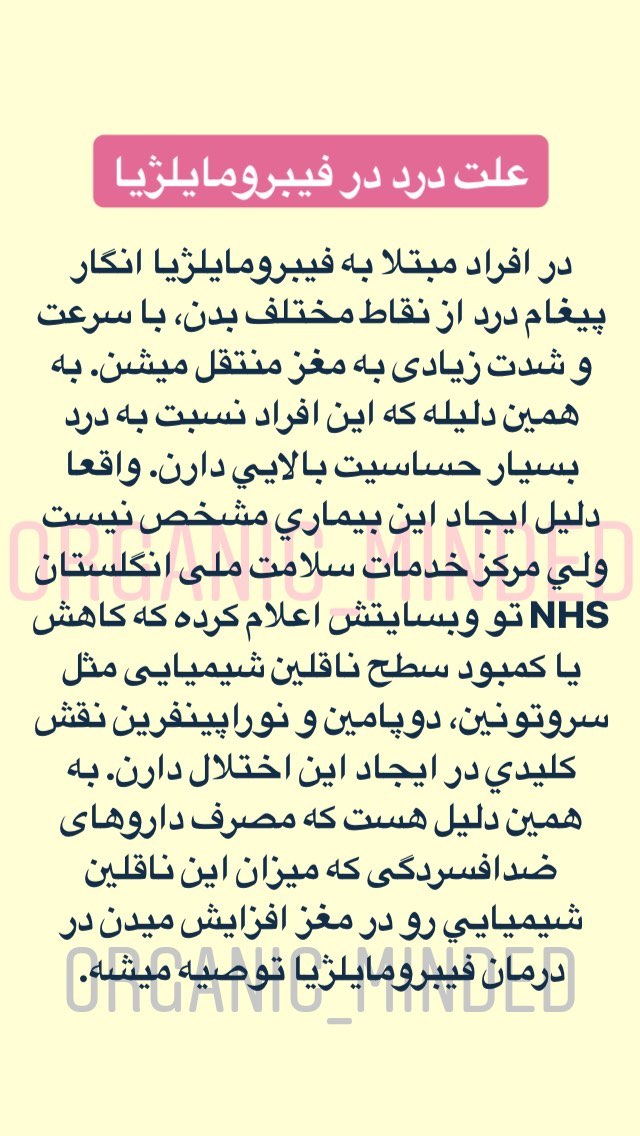 علت درد در فیبرومایلژیا
در افراد مبتلا به فیبرومایلژیا انگار
پیغام درد از نقاط مختلف بدن، با سرعت
و شدت زیادی به مغز منتقل میشن. به
همین دلیله که این افراد نسبت به درد
بسیار حساسیت بالايي دارن. واقعا
دلیل ایجاد این بیماري مشخص نیست
ORGANIC_MINDED
ولي مرکز خدمات سلامت ملی انگلستان
NHS تو وبسایتش اعلام کرده که کاهش
یا کمبود سطح ناقلین شیمیایی مثل
سروتونین، دوپامین و نوراپینفرین نقش
کلیدي در ایجاد این اختلال دارن. به
همین دلیل هست که مصرف داروهای
ضدافسردگی که میزان این ناقلین
شیمیايي رو در مغز افزایش میدن در
درمان فیبرومایلژیا توصیه میشه.
ORGANIC_MINDED